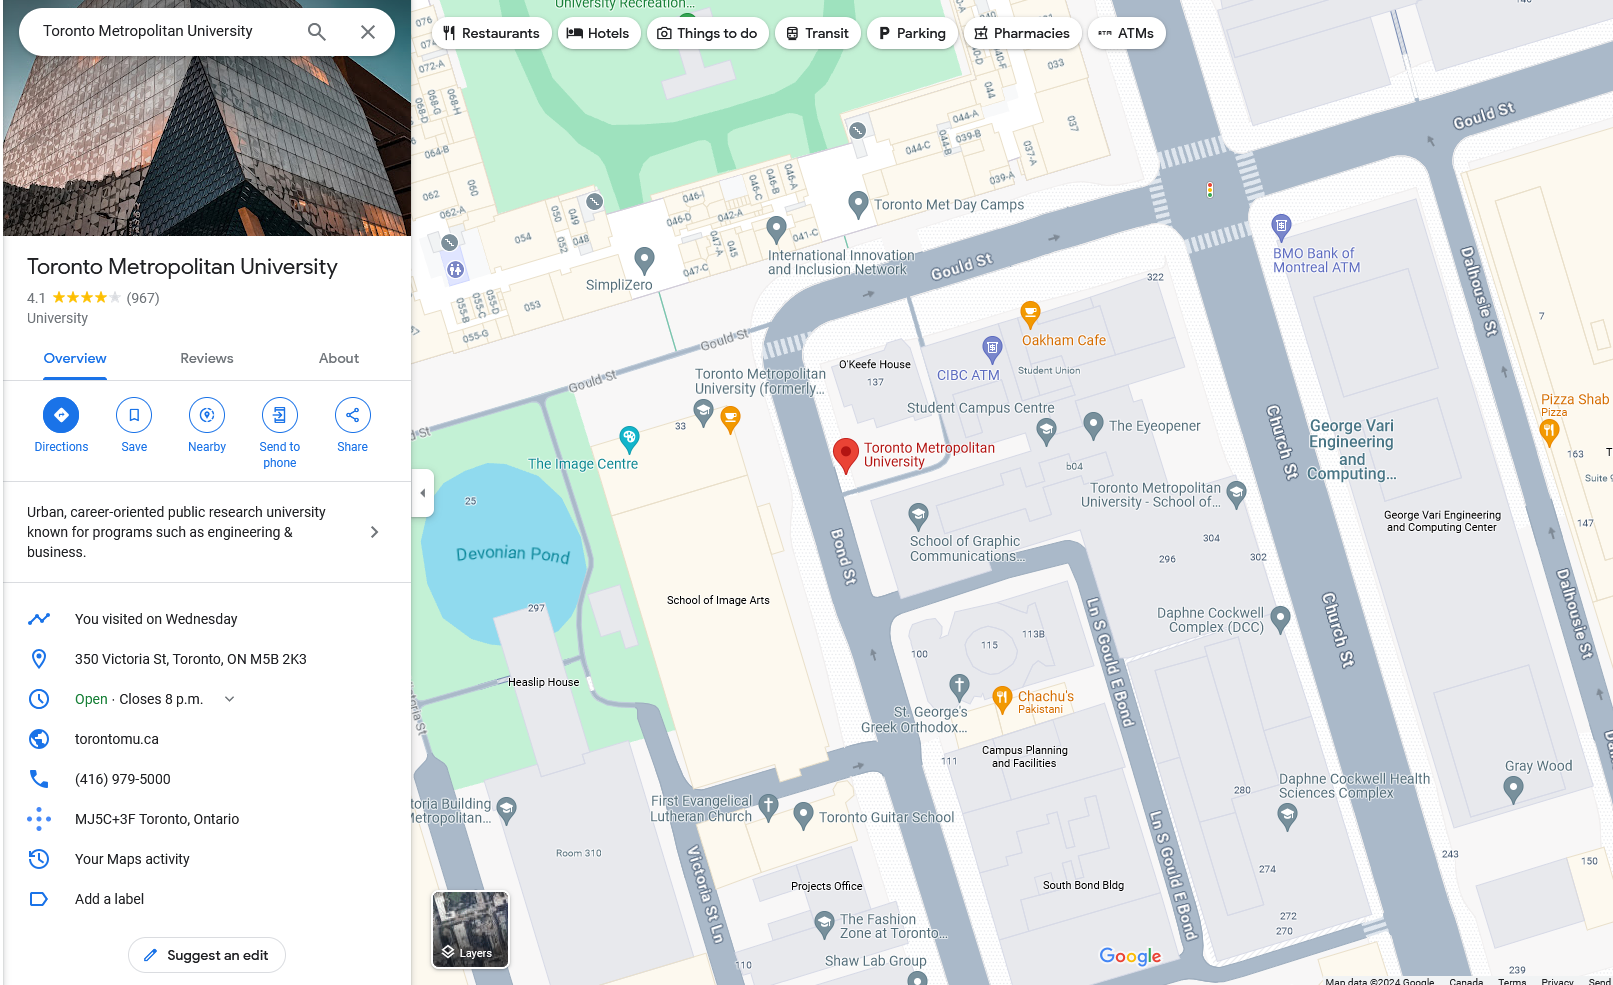 Toronto Metropolitan University
Toronto Metropolitan University
4.1 (967)
University
Overview
Reviews
About
Directions
Save
Nearby
Send to
phone
Share
Urban, career-oriented public research university
known for programs such as engineering &
business.
You visited on Wednesday
350 Victoria St, Toronto, ON M5B 2K3
Open · Closes 8 p.m.
torontomu.ca
(416) 979-5000
MJ5C+3F Toronto, Ontario
Your Maps activity
Add a label
Suggest an edit
Restaurants
Hotels
Things to do
Transit
Parking
Pharmacies
ATMs
University Recreation...
076
072-A
068-G
068-H
068-D
060-A
064-B
062
062-A
060
054
050
049
052
048
053
055-B
055-C
055-D
055-G
046-I
046-D
042-A
046-C
046-B
046-A
047-A
045
047-C
041-C
044-C
044-B
044-A
039-B
044
040-F
033-D
037
037-A
039-A
Toronto Met Day Camps
International Innovation
and Inclusion Network
SimpliZero
Gould St
Gould St
Gould St
Gould St
322
BMO Bank of
Montreal ATM
Dalhousie St
7
Oakham Cafe
CIBC ATM
Student Union
O'Keefe House
137
Toronto Metropolitan
University (formerly...
33
Student Campus Centre
The Eyeopener
The Image Centre
Toronto Metropolitan
University
b04
Church St
George Vari
Engineering
and
Computing...
Pizza Shab
Pizza
163
147
Toronto Metropolitan
University - School of...
School of Graphic
Communications...
George Vari Engineering
and Computing Center
304
302
296
25
Devonian Pond
Bond St
School of Image Arts
297
Ln S Gould E Bond
Church St
Dalhousie St
Daphne Cockwell
Complex (DCC)
115
113B
100
Heaslip House
St. George's
Greek Orthodox...
Chachu's
Pakistani
Campus Planning
and Facilities
111
Gray Wood
Daphne Cockwell Health
Sciences Complex
280
First Evangelical
Lutheran Church
Toronto Guitar School
toria Building
Metropolitan...
Room 310
Victoria St Ln
Projects Office
South Bond Bldg
Ln S Gould E Bond
274
243
150
272
270
239
The Fashion
Zone at Toronto...
Shaw Lab Group
110
Layers
Google
Map data ©2024 Google
Canada
Terms
Privacy
Send